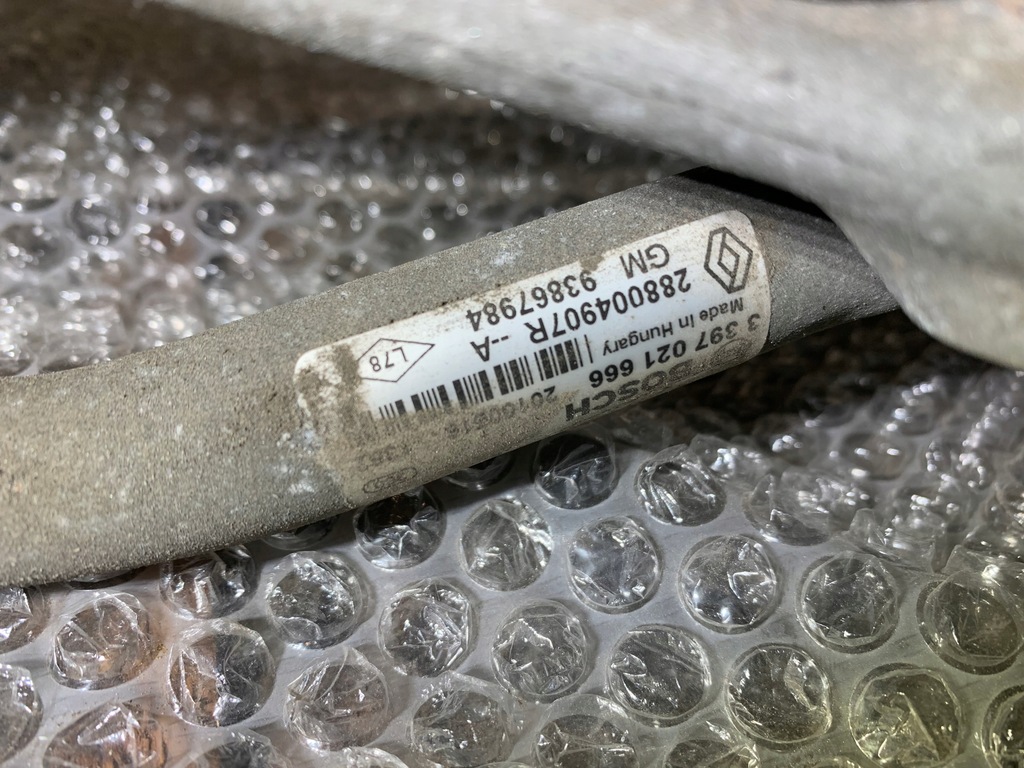 BOSCH
3 397 021 666
Made in Hungary
288004907R --A
GM 93867984
L78